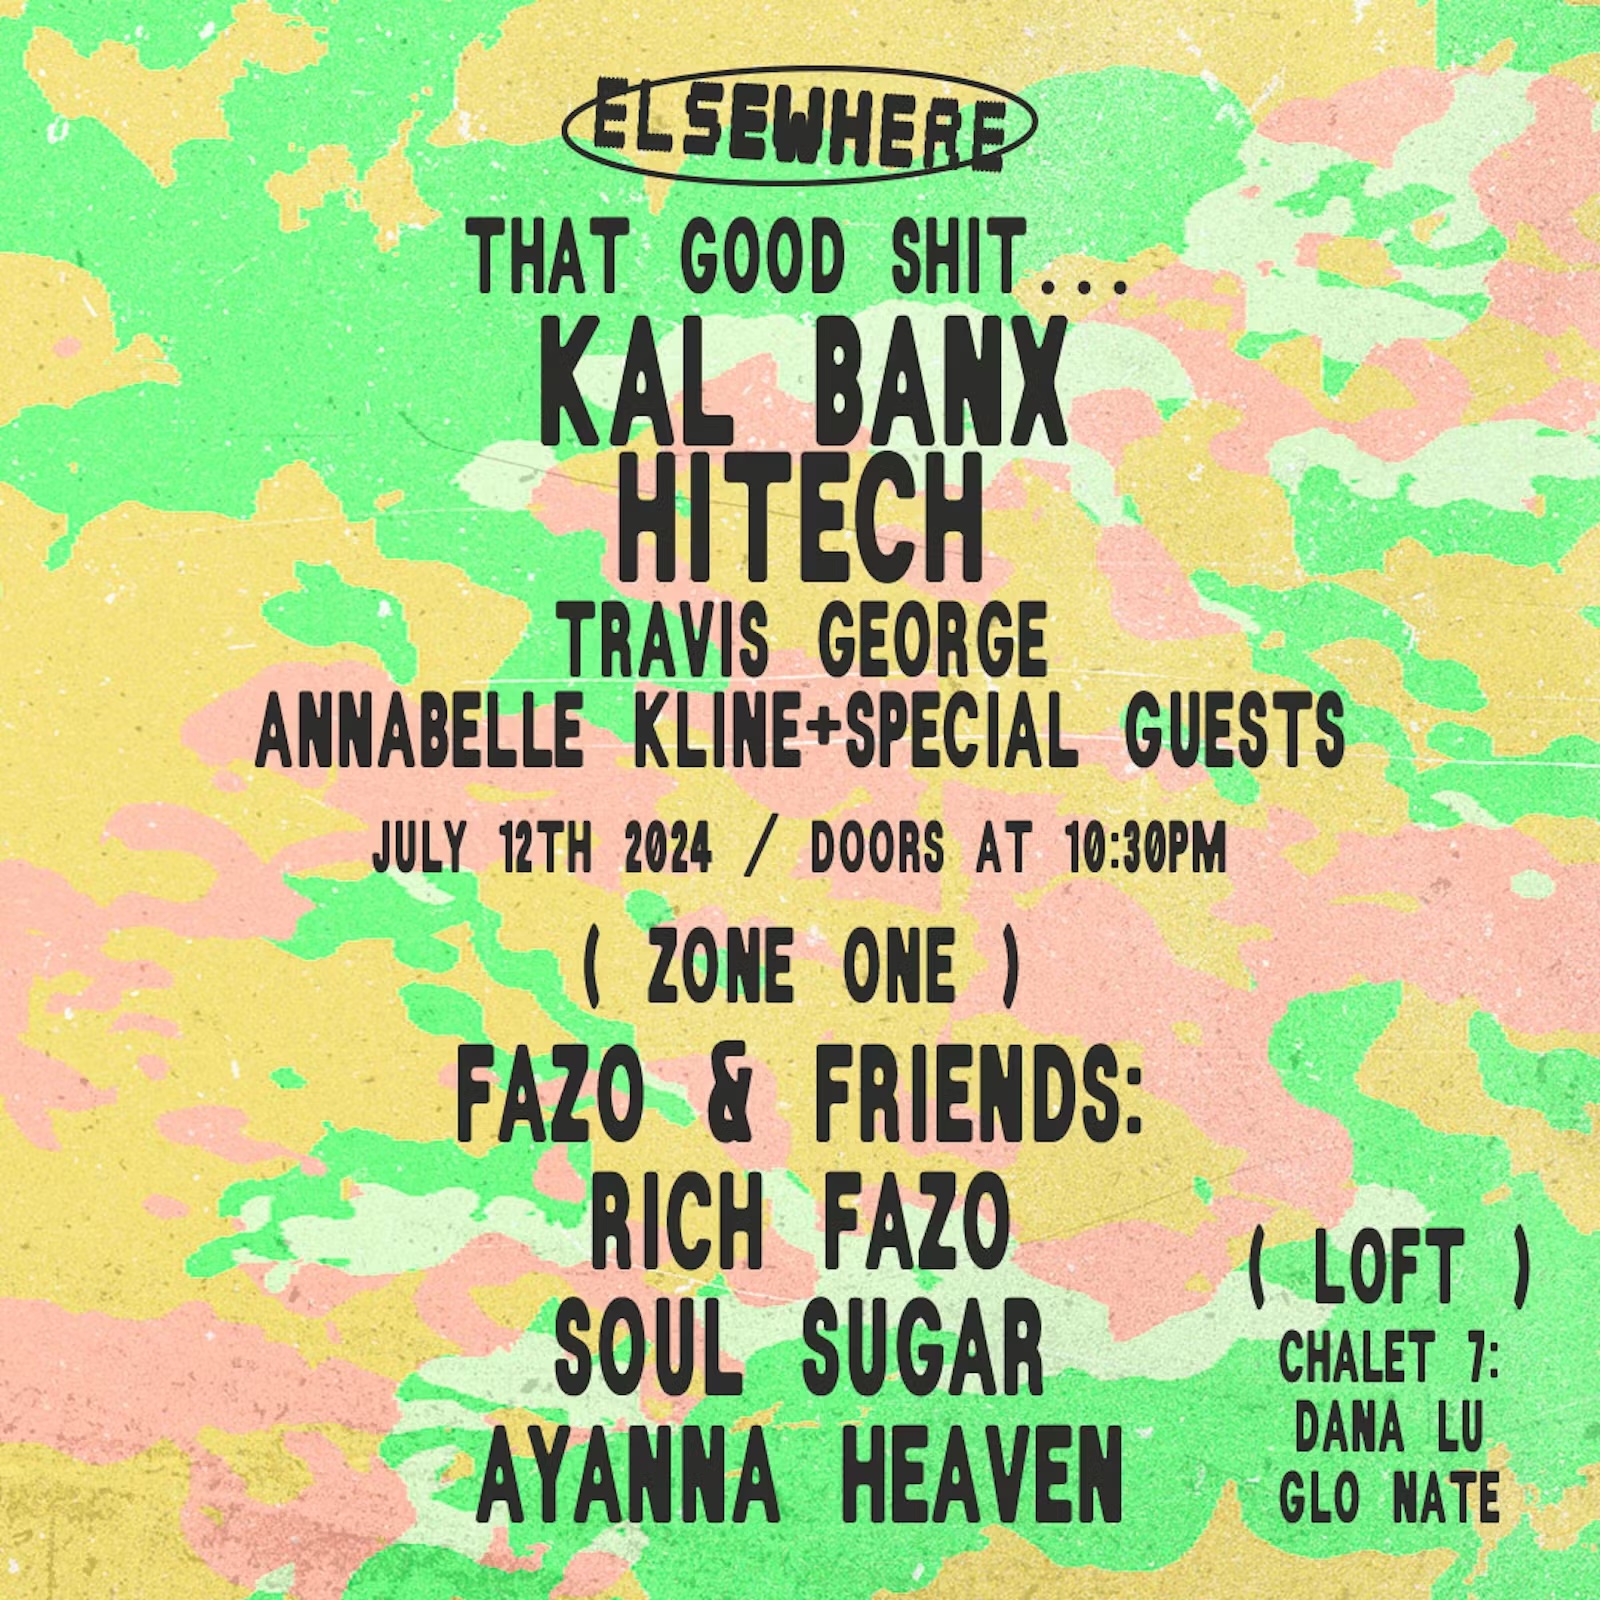 ELSEWHERE
THAT GOOD SHIT...
KAL BANX
HITECH
TRAVIS GEORGE
ANNABELLE KLINE+SPECIAL GUESTS
JULY 12TH 2024 / DOORS AT 10:30PM
( ZONE ONE )
FAZO & FRIENDS:
RICH FAZO
SOUL SUGAR
AYANNA HEAVEN
( LOFT )
CHALET 7:
DANA LU
GLO NATE